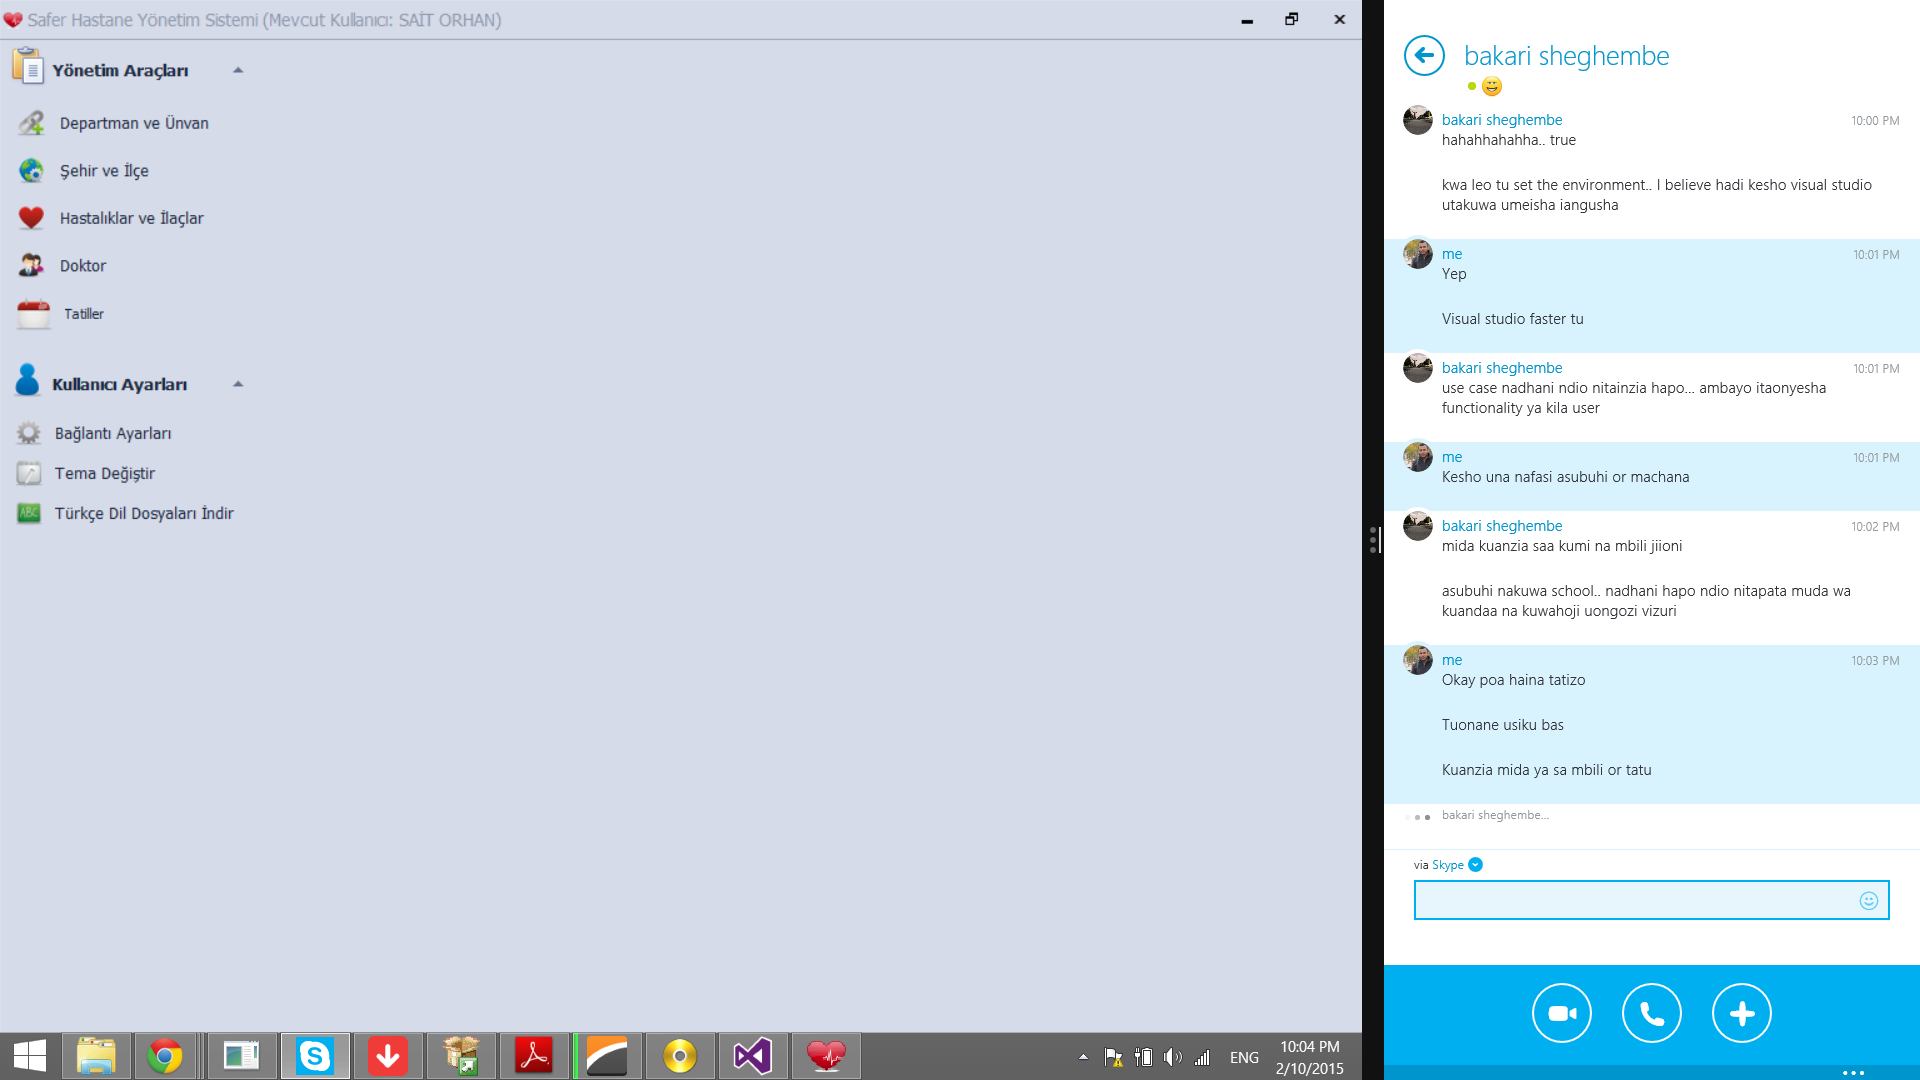 Safer Hastane Yönetim Sistemi (Mevcut Kullanıcı: SAİT ORHAN)
Yönetim Araçları
Departman ve Ünvan
Şehir ve İlçe
Hastalıklar ve İlaçlar
Doktor
Tatiller
Kullanıcı Ayarları
Bağlantı Ayarları
Tema Değiştir
ABC
Türkçe Dil Dosyaları İndir
ENG
10:04 PM
2/10/2015
bakari sheghembe
bakari sheghembe 10:00 PM
hahahhahahha.. true
kwa leo tu set the environment.. I believe hadi kesho visual studio
utakuwa umeisha iangusha
me 10:01 PM
Yep
Visual studio faster tu
bakari sheghembe 10:01 PM
use case nadhani ndio nitainzia hapo... ambayo itaonyesha
functionality ya kila user
me 10:01 PM
Kesho una nafasi asubuhi or machana
bakari sheghembe 10:02 PM
mida kuanzia saa kumi na mbili jiioni
asubuhi nakuwa school.. nadhani hapo ndio nitapata muda wa
kuandaa na kuwahoji uongozi vizuri
me 10:03 PM
Okay poa haina tatizo
Tuonane usiku bas
Kuanzia mida ya sa mbili or tatu
bakari sheghembe...
via Skype